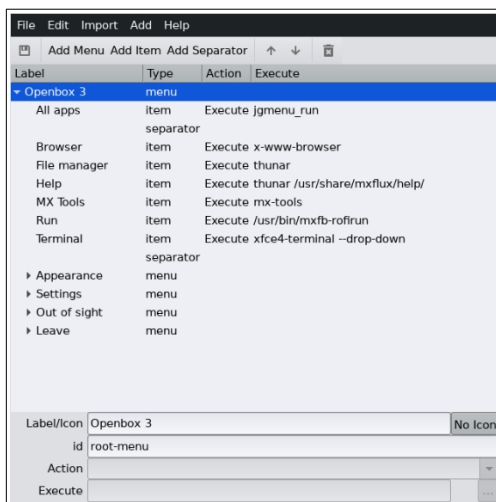 File Edit Import Add Help
Add Menu Add Item Add Separator
Label Type Action Execute
Openbox 3 menu
All apps item Execute jgmenu_run
separator
Browser item Execute x-www-browser
File manager item Execute thunar
Help item Execute thunar /usr/share/mxflux/help/
MX Tools item Execute mx-tools
Run item Execute /usr/bin/mxfb-rofirun
Terminal item Execute xfce4-terminal --drop-down
separator
Appearance menu
Settings menu
Out of sight menu
Leave menu
Label/Icon Openbox 3 No Icon
id root-menu
Action
Execute ...